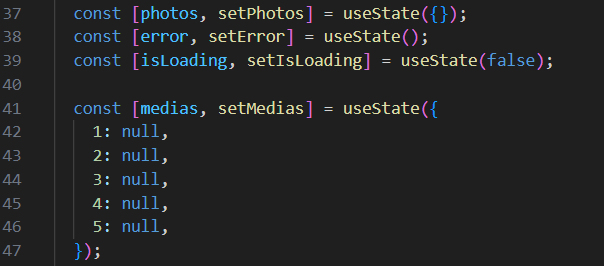 37 const [photos, setPhotos] = useState({});
38 const [error, setError] = useState();
39 const [isLoading, setIsLoading] = useState(false);
40
41 const [medias, setMedias] = useState({
42 1: null,
43 2: null,
44 3: null,
45 4: null,
46 5: null,
47 });